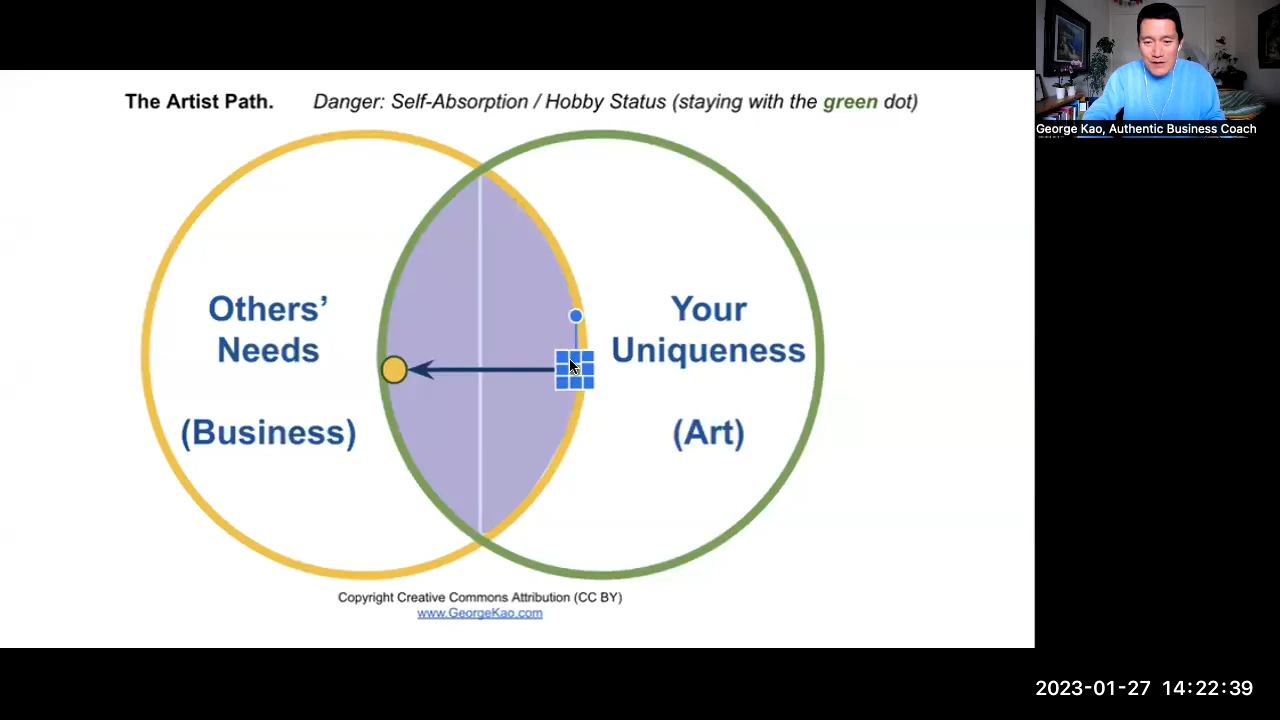 The Artist Path. Danger: Self-Absorption / Hobby Status (staying with the green dot)
Others’
Needs
(Business)
Your
Uniqueness
(Art)
Copyright Creative Commons Attribution (CC BY)
www.GeorgeKao.com
George Kao, Authentic Business Coach
2023-01-27 14:22:39